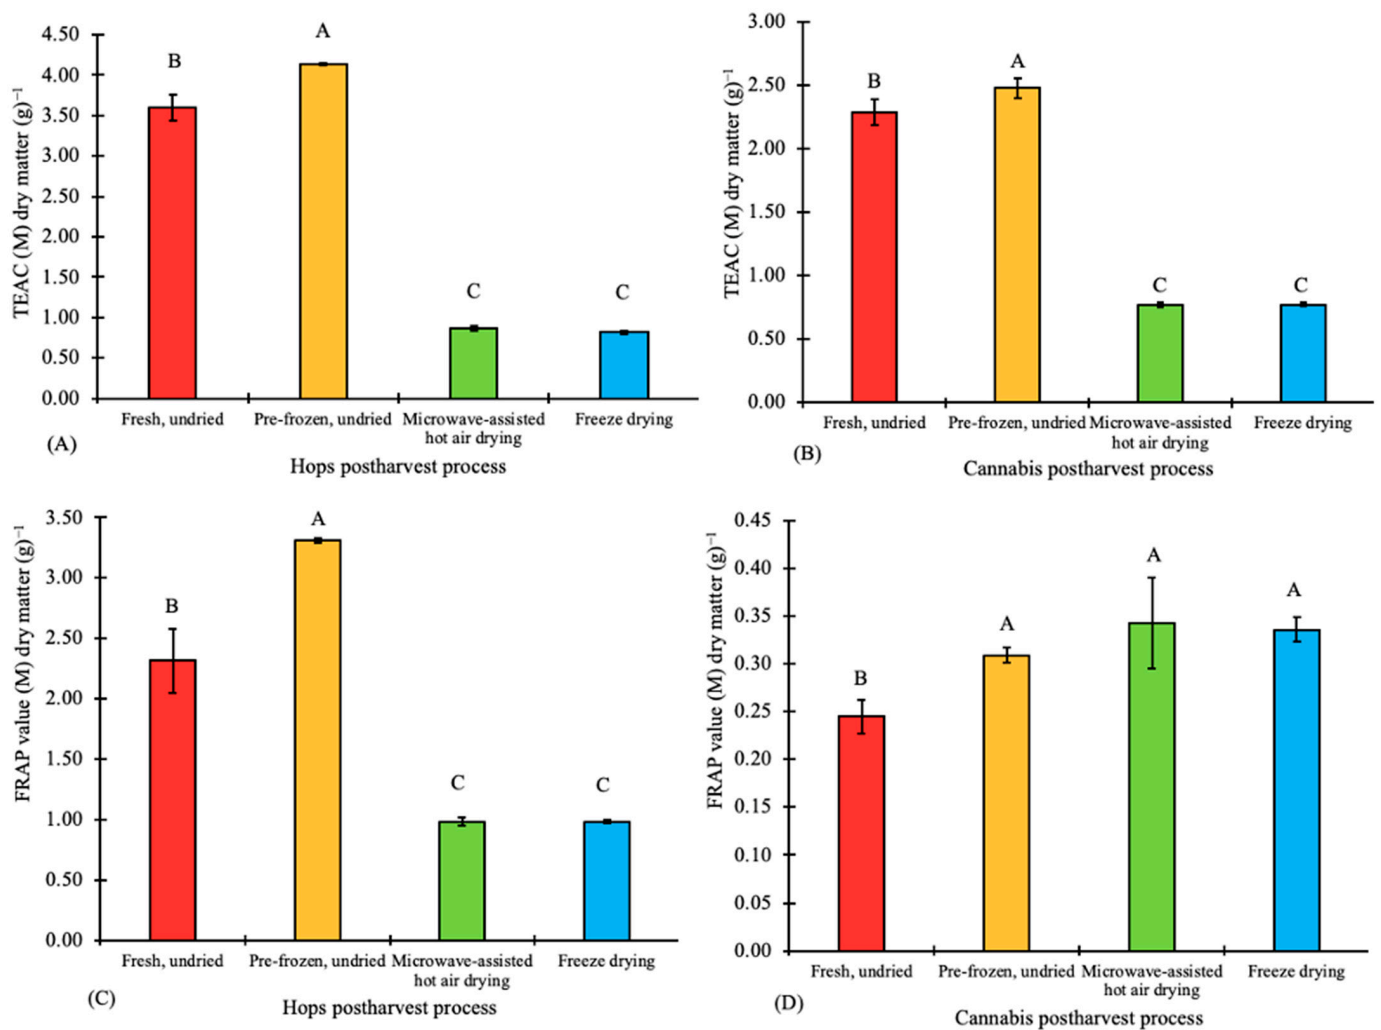 TEAC (M) dry matter (g)⁻¹
4.50
4.00
3.50
3.00
2.50
2.00
1.50
1.00
0.50
0.00
B
A
C
C
Fresh, undried
Pre-frozen, undried
Microwave-assisted
hot air drying
Freeze drying
(A)
Hops postharvest process
TEAC (M) dry matter (g)⁻¹
3.00
2.50
2.00
1.50
1.00
0.50
0.00
B
A
C
C
Fresh, undried
Pre-frozen, undried
Microwave-assisted
hot air drying
Freeze drying
(B)
Cannabis postharvest process
FRAP value (M) dry matter (g)⁻¹
3.50
3.00
2.50
2.00
1.50
1.00
0.50
0.00
B
A
C
C
Fresh, undried
Pre-frozen, undried
Microwave-assisted
hot air drying
Freeze drying
(C)
Hops postharvest process
FRAP value (M) dry matter (g)⁻¹
0.45
0.40
0.35
0.30
0.25
0.20
0.15
0.10
0.05
0.00
B
A
A
A
Fresh, undried
Pre-frozen, undried
Microwave-assisted
hot air drying
Freeze drying
(D)
Cannabis postharvest process